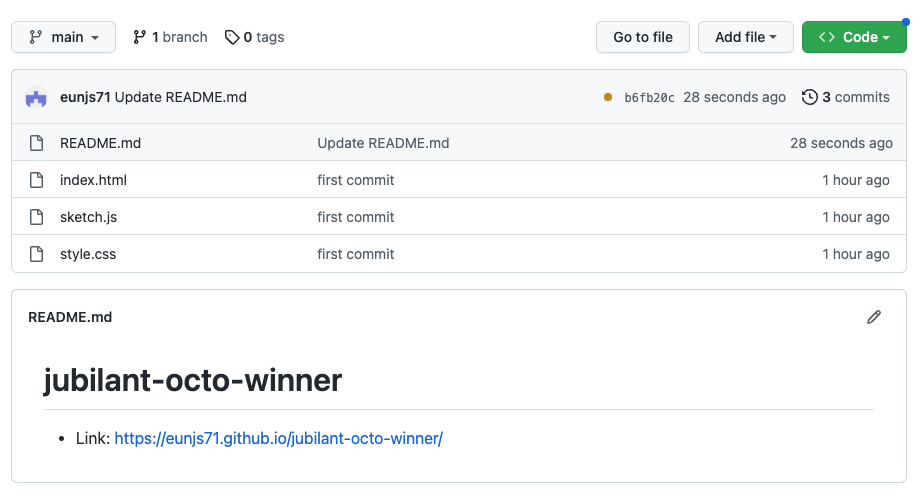 main 1 branch 0 tags Go to file Add file <> Code
eunjs71 Update README.md b6fb20c 28 seconds ago 3 commits
README.md Update README.md 28 seconds ago
index.html first commit 1 hour ago
sketch.js first commit 1 hour ago
style.css first commit 1 hour ago
README.md
jubilant-octo-winner
• Link: https://eunjs71.github.io/jubilant-octo-winner/